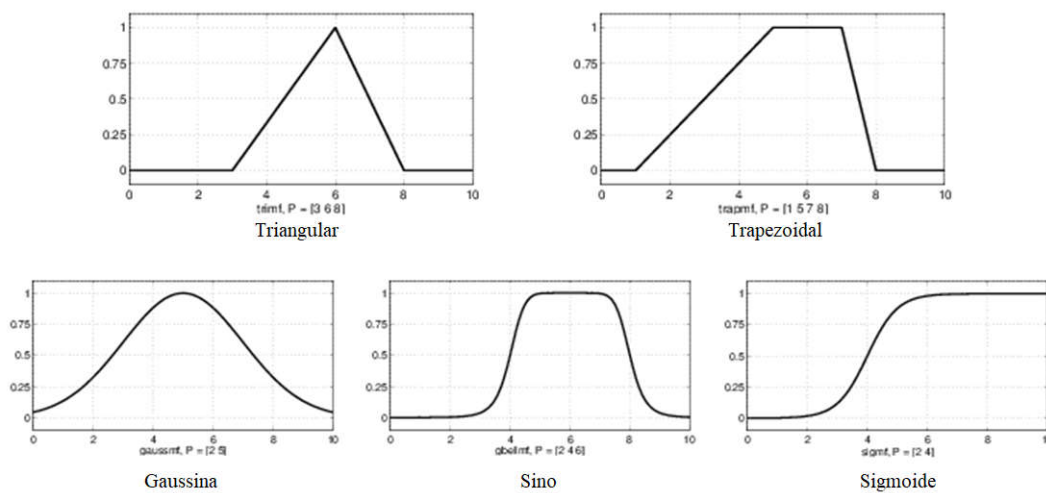 1
0.75
0.5
0.25
0
0 2 4 6 8 10
trimf, P = [3 6 8]
Triangular
1
0.75
0.5
0.25
0
0 2 4 6 8 10
trapmf, P = [1 5 7 8]
Trapezoidal
1
0.75
0.5
0.25
0
0 2 4 6 8 10
gaussmf, P = [2 5]
Gaussina
1
0.75
0.5
0.25
0
0 2 4 6 8 10
gbellmf, P = [2 4 6]
Sino
1
0.75
0.5
0.25
0
0 2 4 6 8 10
sigmf, P = [2 4]
Sigmoide